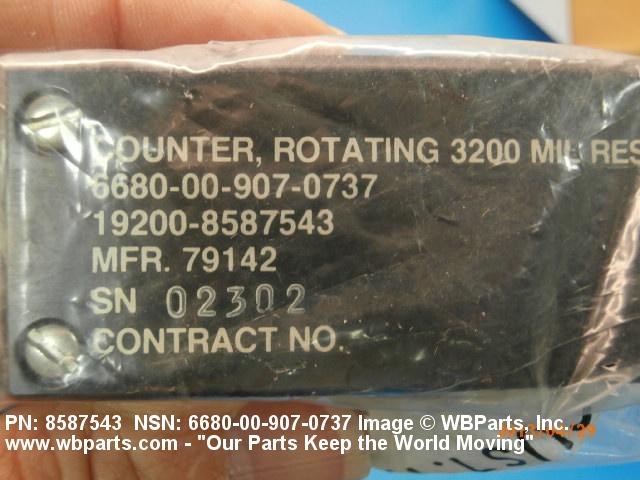 COUNTER, ROTATING 3200 MIL RES
6680-00-907-0737
19200-8587543
MFR. 79142
SN 02302
CONTRACT NO.
PN: 8587543 NSN: 6680-00-907-0737 Image © WBParts, Inc.
www.wbparts.com - "Our Parts Keep the World Moving"